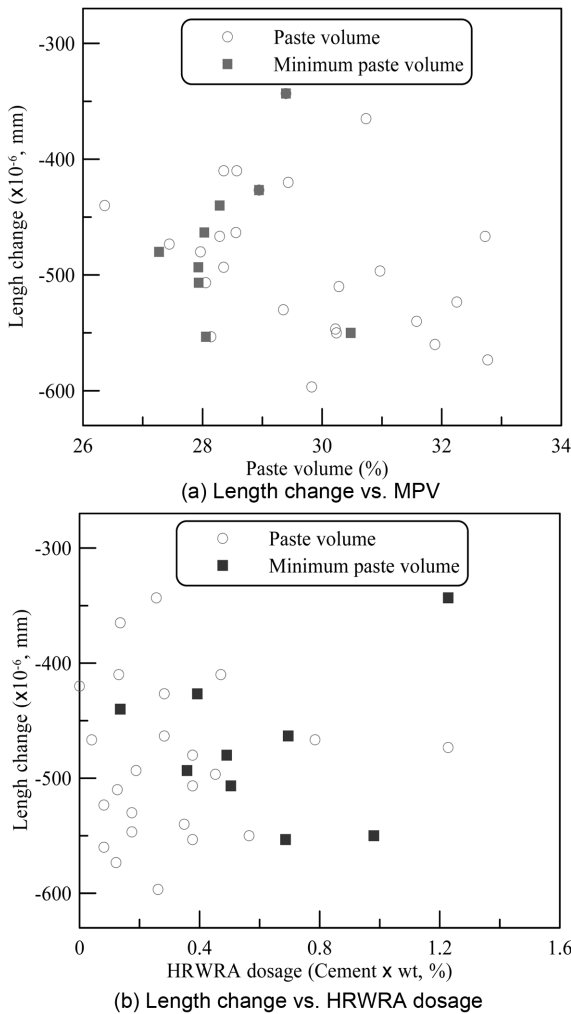 Paste volume
Minimum paste volume
-300
-400
-500
-600
Lengh change (x10-6, mm)
26 28 30 32 34
Paste volume (%)
(a) Length change vs. MPV
Paste volume
Minimum paste volume
-300
-400
-500
-600
Lengh change (x10-6, mm)
0 0.4 0.8 1.2 1.6
HRWRA dosage (Cement x wt, %)
(b) Length change vs. HRWRA dosage